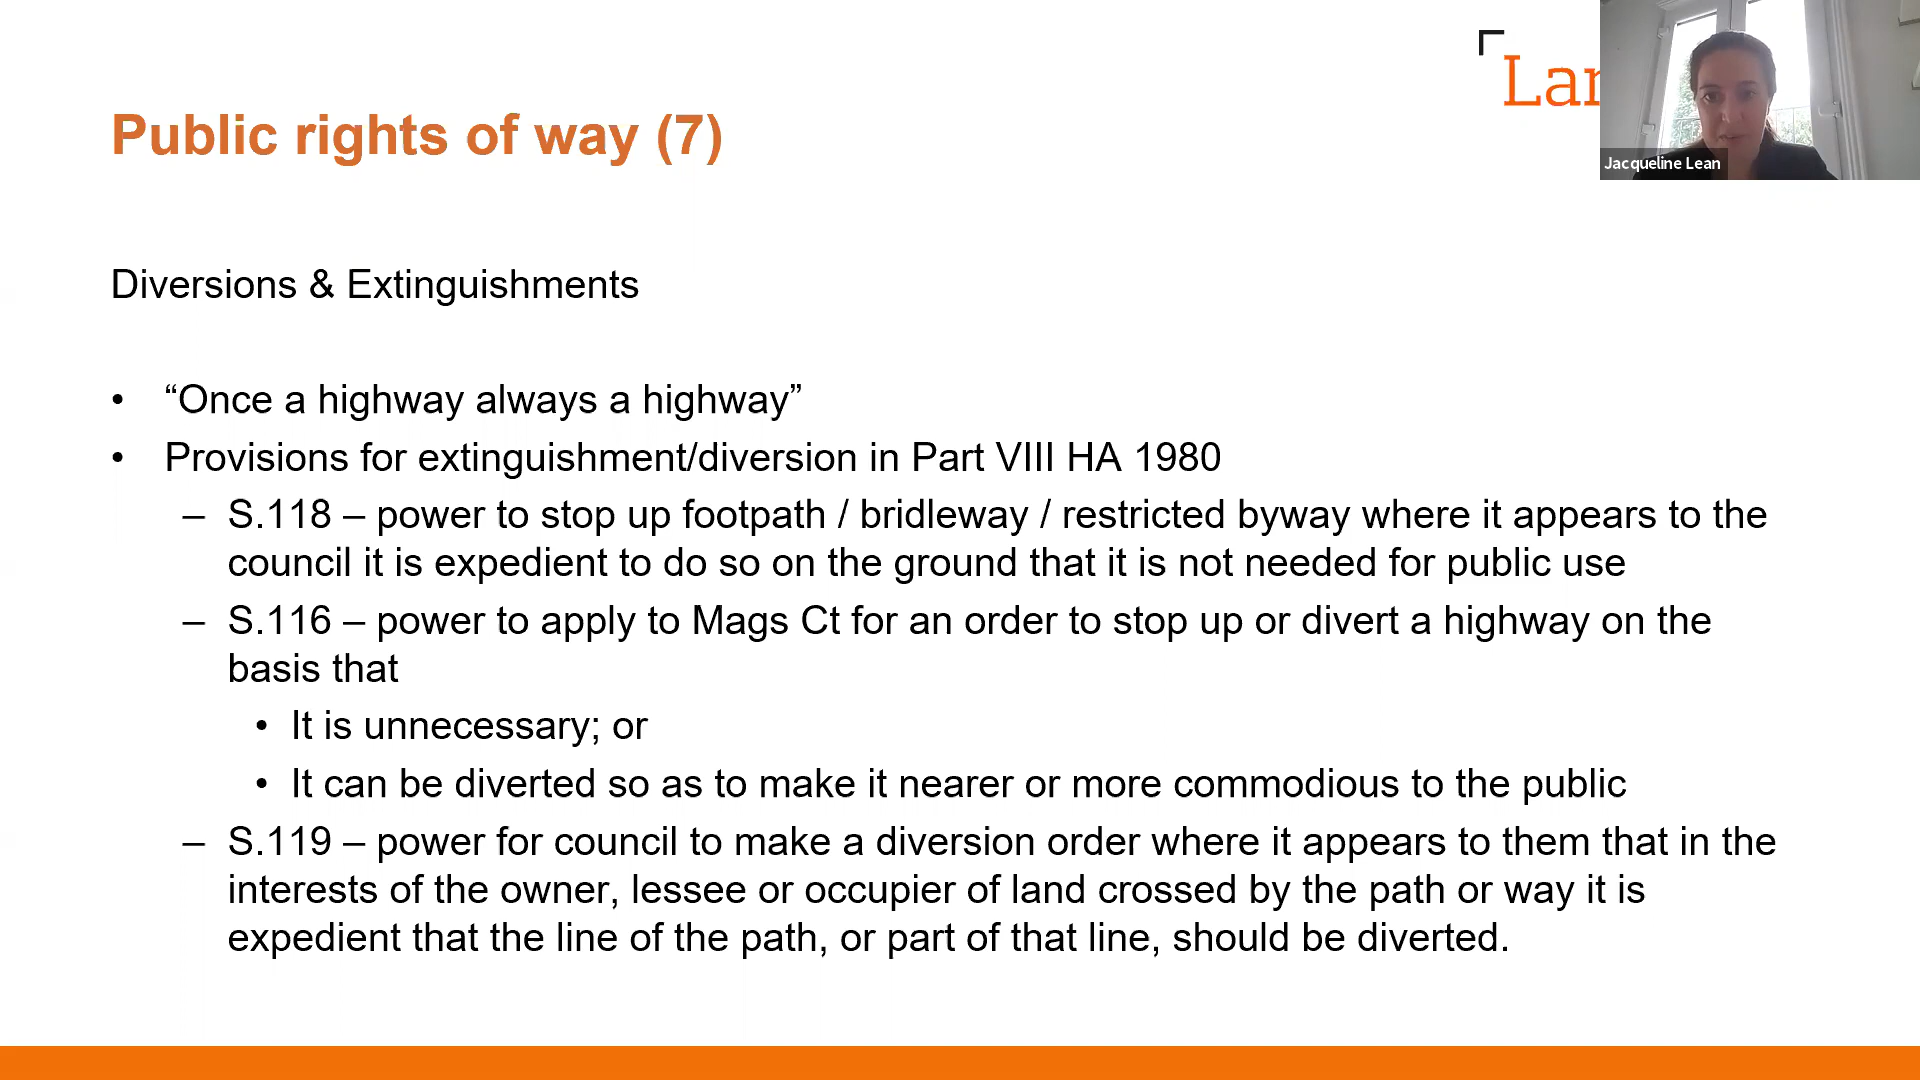 Lan
Jacqueline Lean
Public rights of way (7)
Diversions & Extinguishments
• “Once a highway always a highway”
• Provisions for extinguishment/diversion in Part VIII HA 1980
– S.118 – power to stop up footpath / bridleway / restricted byway where it appears to the
council it is expedient to do so on the ground that it is not needed for public use
– S.116 – power to apply to Mags Ct for an order to stop up or divert a highway on the
basis that
• It is unnecessary; or
• It can be diverted so as to make it nearer or more commodious to the public
– S.119 – power for council to make a diversion order where it appears to them that in the
interests of the owner, lessee or occupier of land crossed by the path or way it is
expedient that the line of the path, or part of that line, should be diverted.